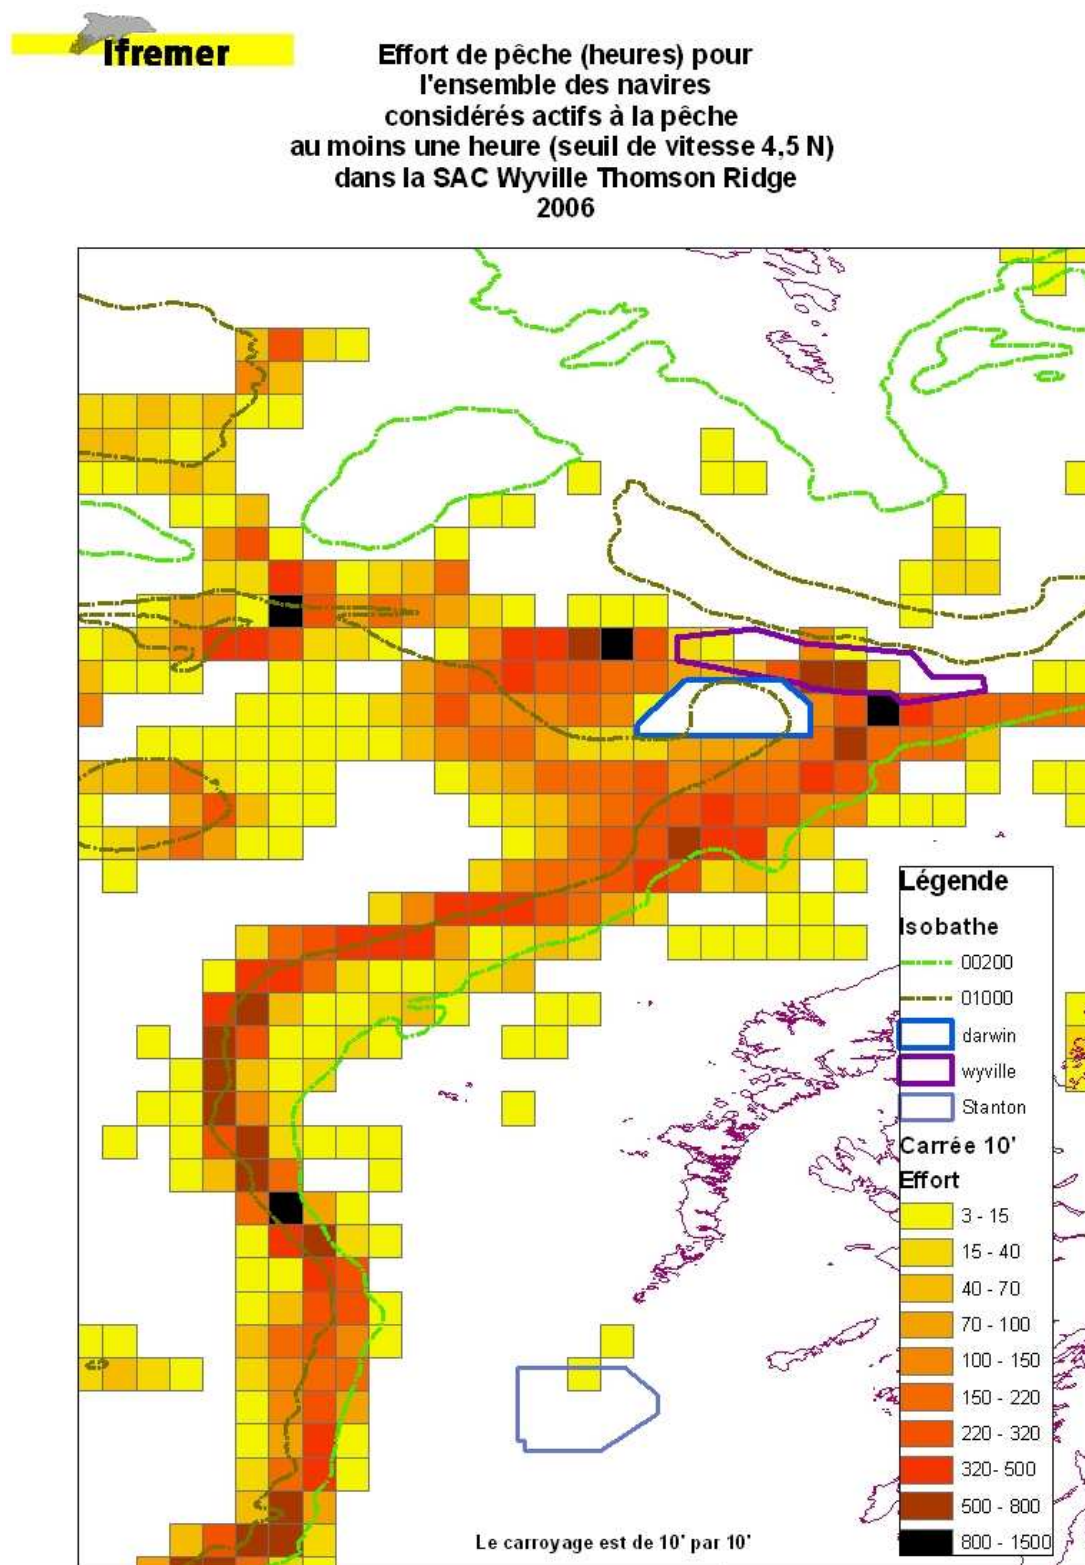 Ifremer
Effort de pêche (heures) pour
l'ensemble des navires
considérés actifs à la pêche
au moins une heure (seuil de vitesse 4,5 N)
dans la SAC Wyville Thomson Ridge
2006
Légende
Isobathe
00200
01000
darwin
wyville
Stanton
Carrée 10'
Effort
3 - 15
15 - 40
40 - 70
70 - 100
100 - 150
150 - 220
220 - 320
320- 500
500 - 800
800 - 1500
Le carroyage est de 10' par 10'